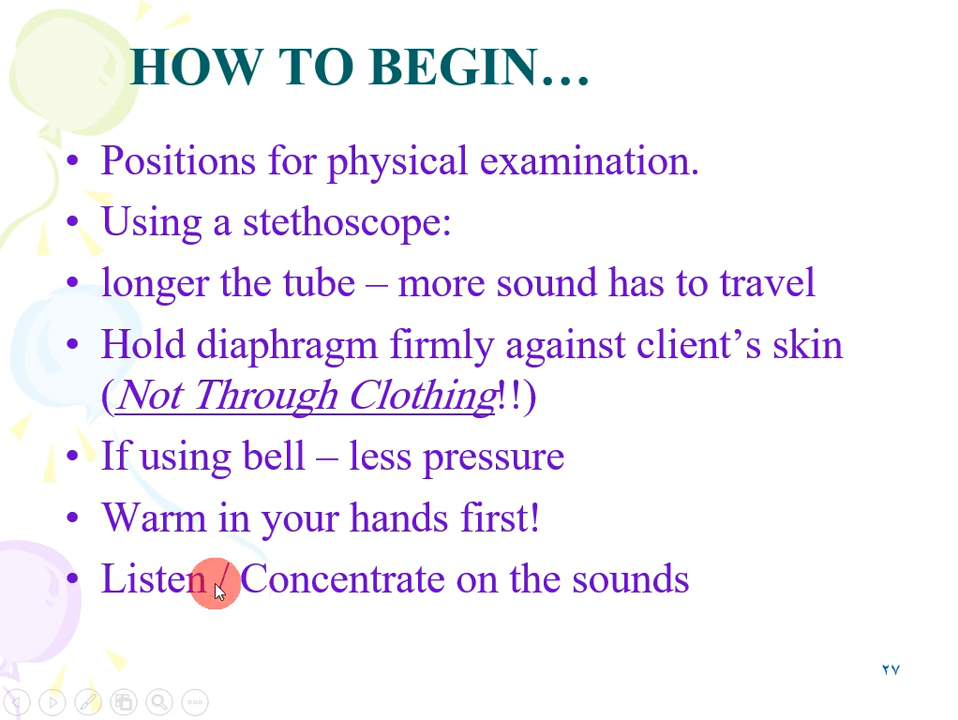 HOW TO BEGIN…
• Positions for physical examination.
• Using a stethoscope:
• longer the tube – more sound has to travel
• Hold diaphragm firmly against client’s skin
(Not Through Clothing!!)
• If using bell – less pressure
• Warm in your hands first!
• Listen / Concentrate on the sounds
۲۷